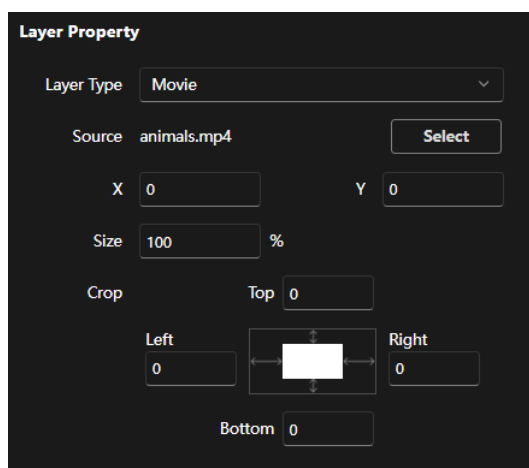 Layer Property
Layer Type Movie
Source animals.mp4 Select
X 0 Y 0
Size 100 %
Crop Top 0
Left Right
0 0
Bottom 0